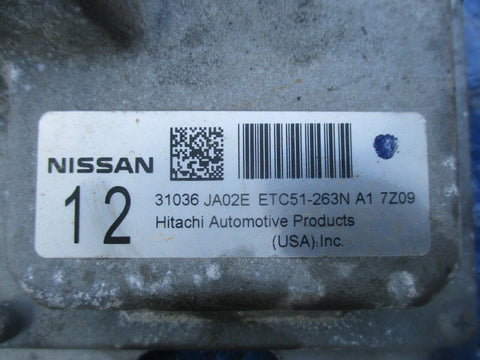 NISSAN
12
31036 JA02E ETC51-263N A1 7Z09
Hitachi Automotive Products
(USA).Inc.